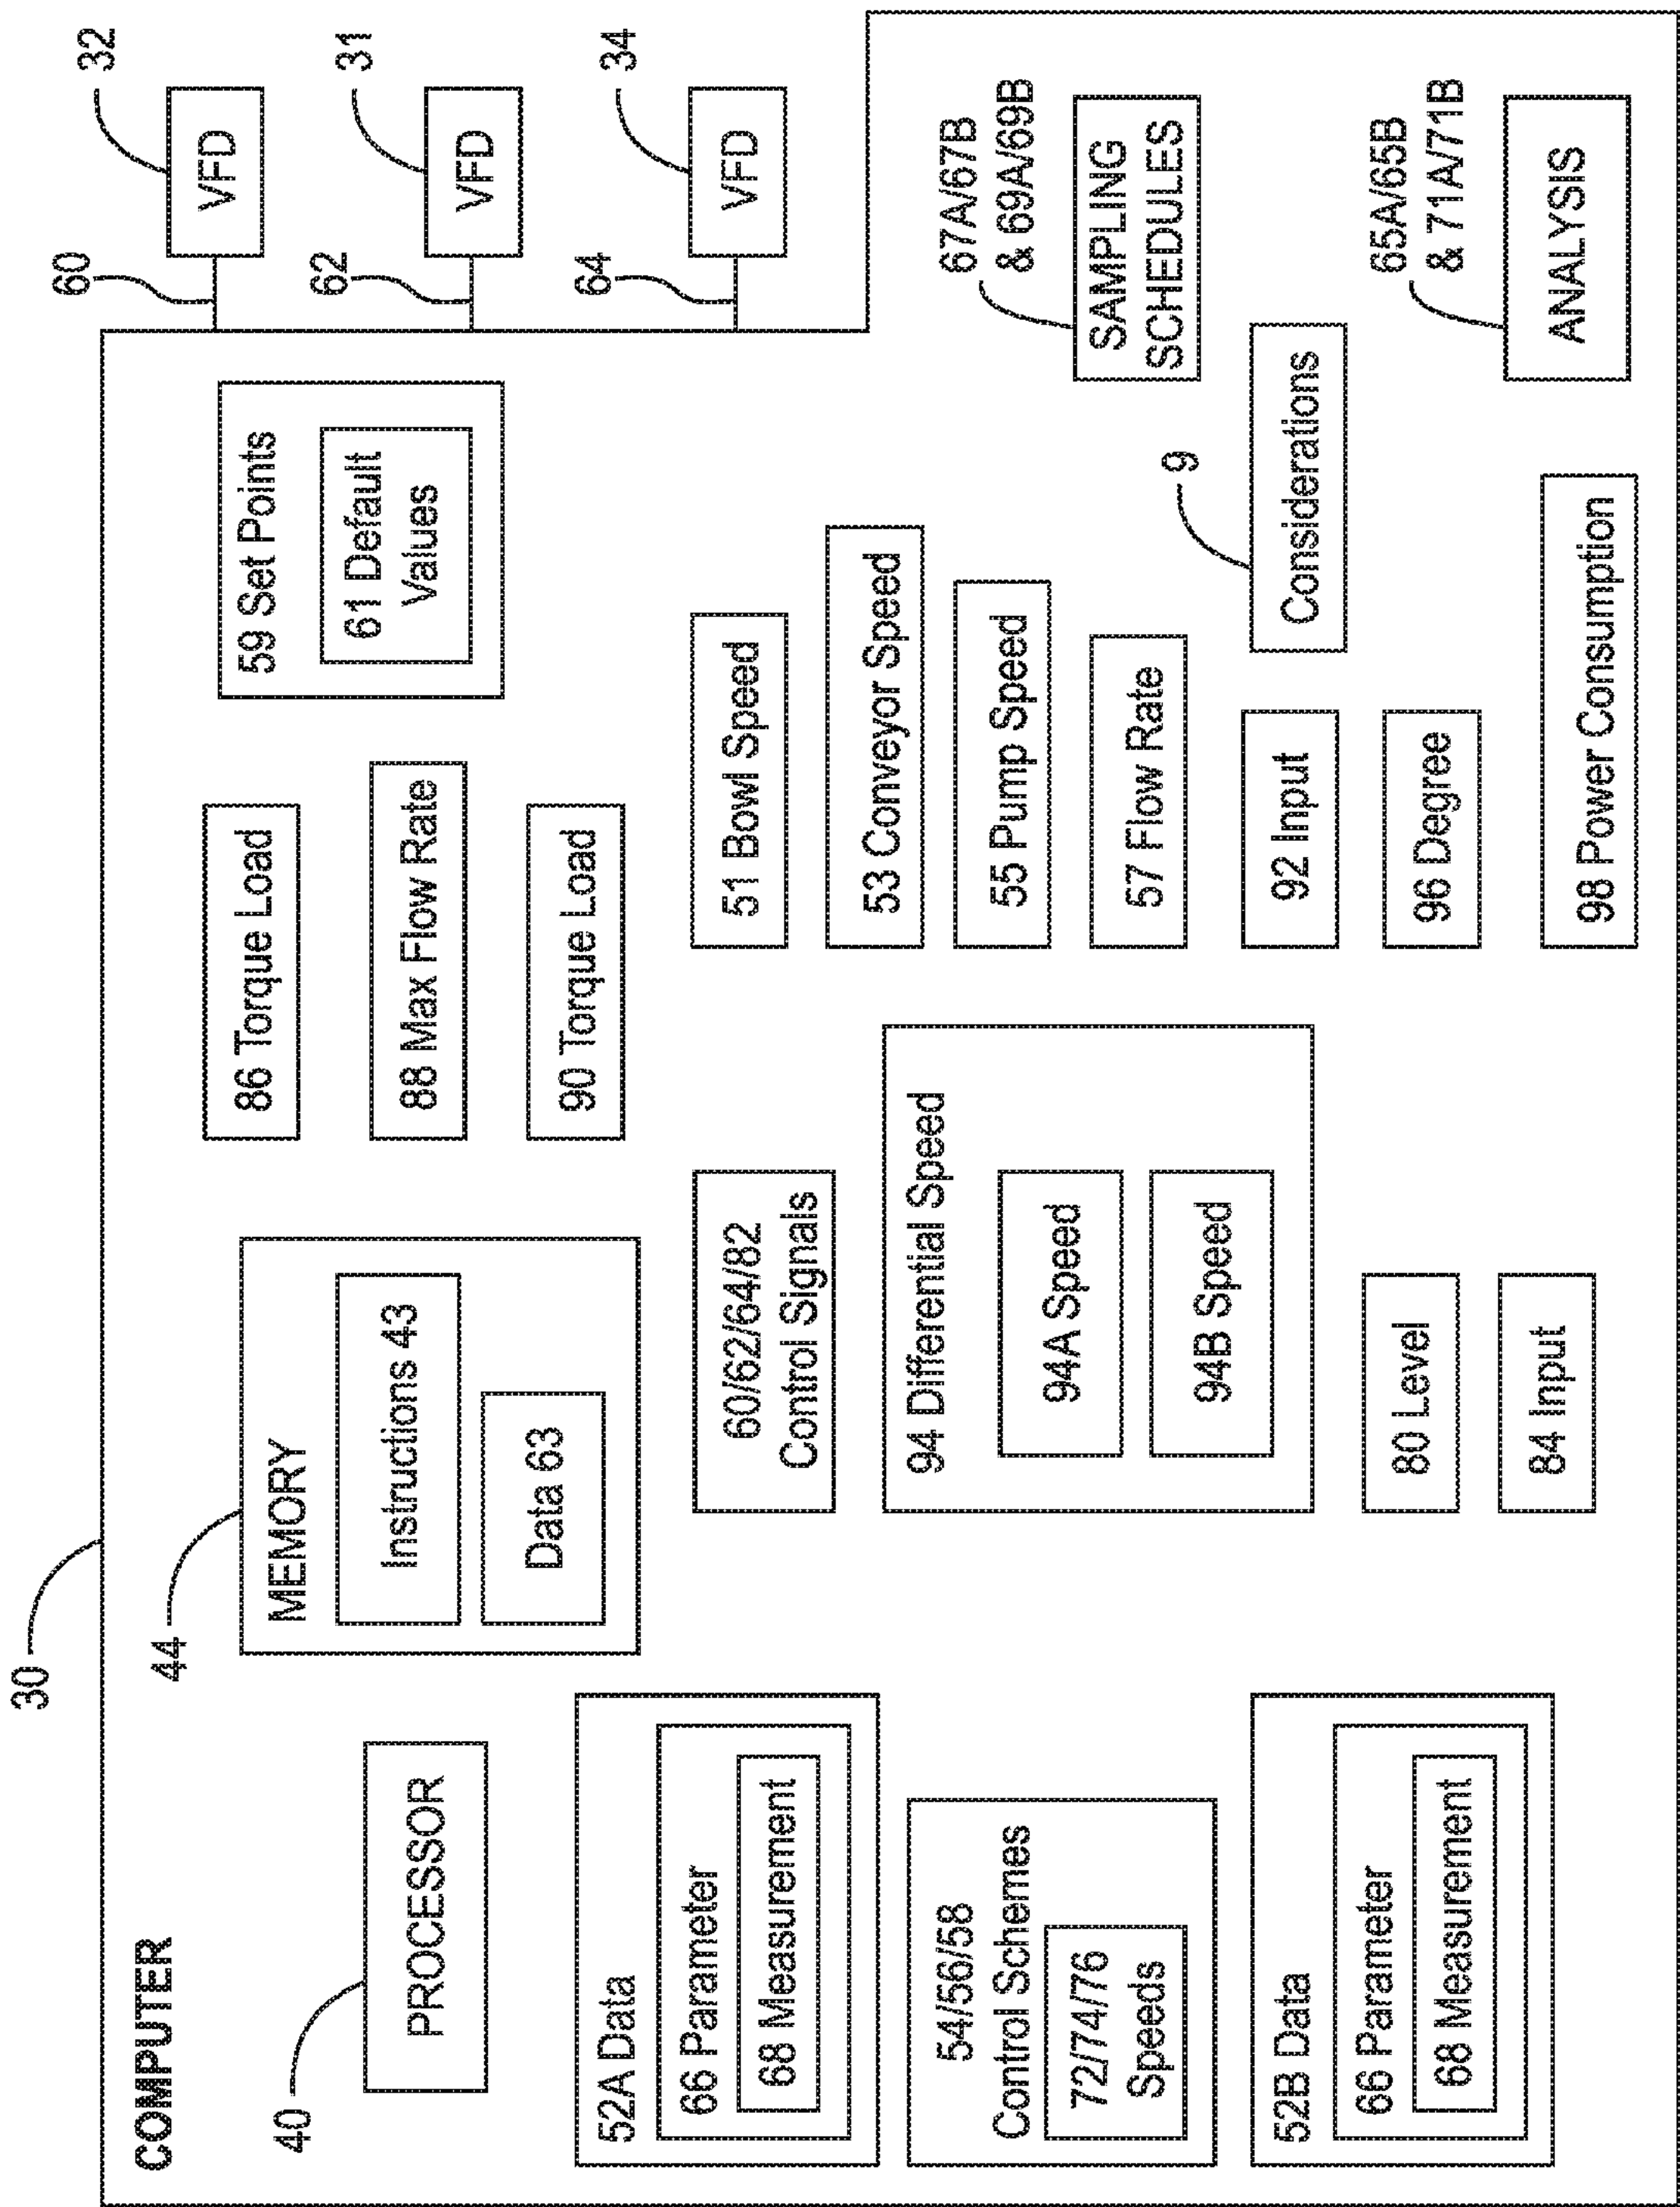 30
COMPUTER
40
PROCESSOR
44
MEMORY
Instructions 43
Data 63
86 Torque Load
88 Max Flow Rate
90 Torque Load
59 Set Points
61 Default
Values
60
VFD
32
62
VFD
31
64
VFD
34
52A Data
66 Parameter
68 Measurement
54/56/58
Control Schemes
72/74/76
Speeds
52B Data
66 Parameter
68 Measurement
60/62/64/82
Control Signals
94 Differential Speed
94A Speed
94B Speed
80 Level
84 Input
51 Bowl Speed
53 Conveyor Speed
55 Pump Speed
57 Flow Rate
92 Input
96 Degree
98 Power Consumption
9
Considerations
67A/67B
& 69A/69B
SAMPLING
SCHEDULES
65A/65B
& 71A/71B
ANALYSIS